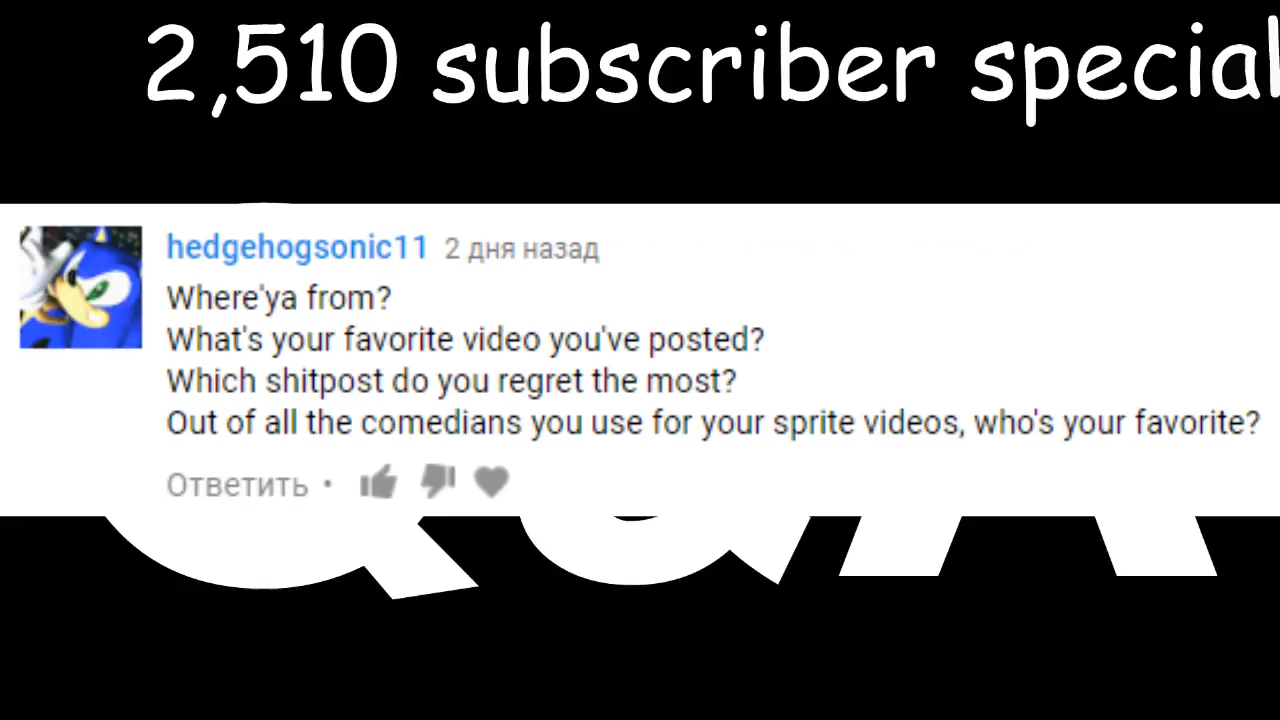 2,510 subscriber special
hedgehogsonic11 2 дня назад
Where'ya from?
What's your favorite video you've posted?
Which shitpost do you regret the most?
Out of all the comedians you use for your sprite videos, who's your favorite?
Ответить •